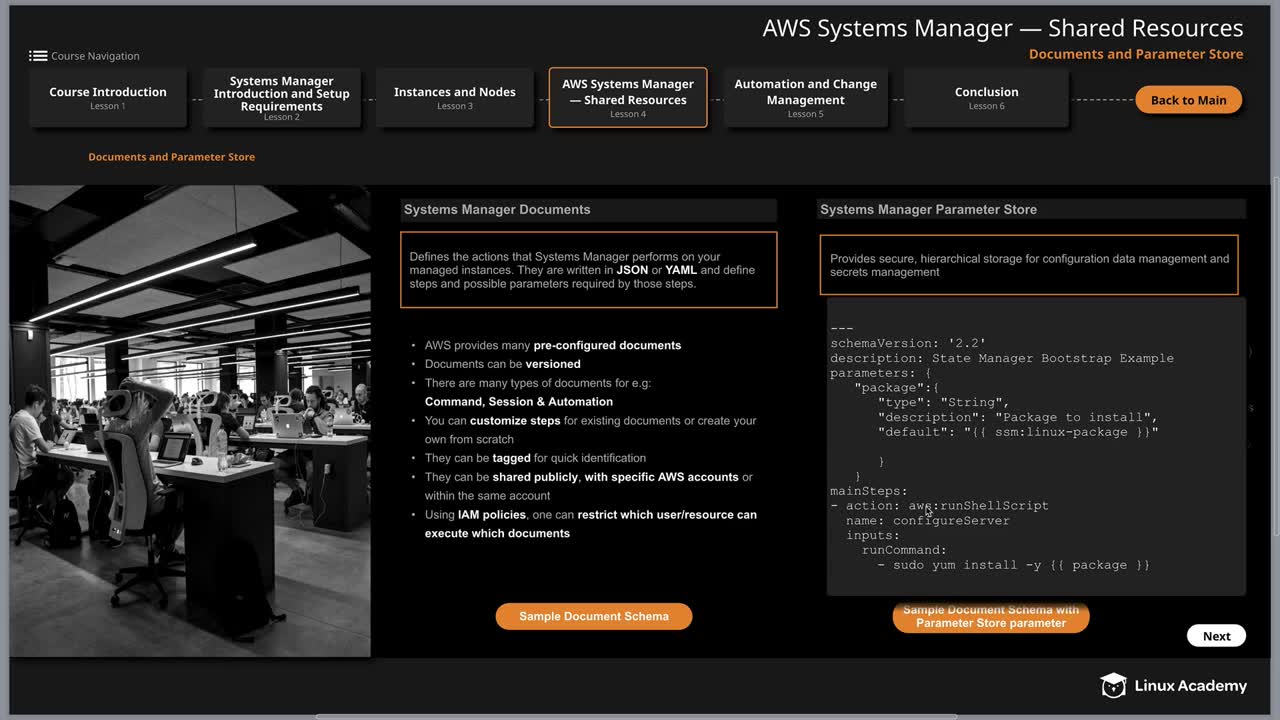 AWS Systems Manager — Shared Resources
Documents and Parameter Store
Course Navigation
Course Introduction
Lesson 1
Systems Manager
Introduction and Setup
Requirements
Lesson 2
Instances and Nodes
Lesson 3
AWS Systems Manager
— Shared Resources
Lesson 4
Automation and Change
Management
Lesson 5
Conclusion
Lesson 6
Back to Main
Documents and Parameter Store
Systems Manager Documents
Defines the actions that Systems Manager performs on your
managed instances. They are written in JSON or YAML and define
steps and possible parameters required by those steps.
• AWS provides many pre-configured documents
• Documents can be versioned
• There are many types of documents for e.g:
Command, Session & Automation
• You can customize steps for existing documents or create your
own from scratch
• They can be tagged for quick identification
• They can be shared publicly, with specific AWS accounts or
within the same account
• Using IAM policies, one can restrict which user/resource can
execute which documents
Sample Document Schema
Systems Manager Parameter Store
Provides secure, hierarchical storage for configuration data management and
secrets management
---
schemaVersion: '2.2'
description: State Manager Bootstrap Example
parameters: {
"package":{
"type": "String",
"description": "Package to install",
"default": "{{ ssm:linux-package }}"
}
}
mainSteps:
- action: aws:runShellScript
name: configureServer
inputs:
runCommand:
- sudo yum install -y {{ package }}
Sample Document Schema with
Parameter Store parameter
Next
Linux Academy